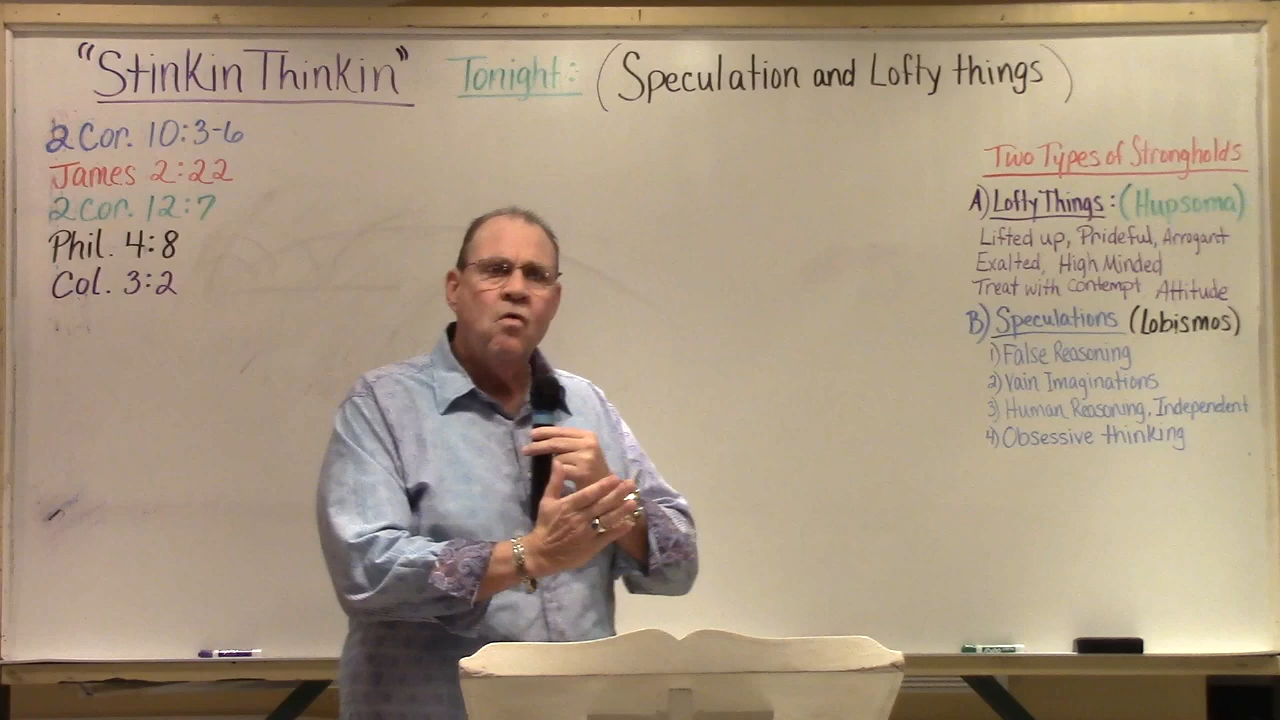 "Stinkin Thinkin" Tonight: (Speculation and Lofty things)
2 Cor. 10:3-6
James 2:22
2 Cor. 12:7
Phil. 4:8
Col. 3:2
Two Types of Strongholds
A) Lofty Things: (Hupsoma)
Lifted up, Prideful, Arrogant
Exalted, High Minded
Treat with contempt Attitude
B) Speculations (Lobismos)
1) False Reasoning
2) Vain Imaginations
3) Human Reasoning, Independent
4) Obsessive thinking